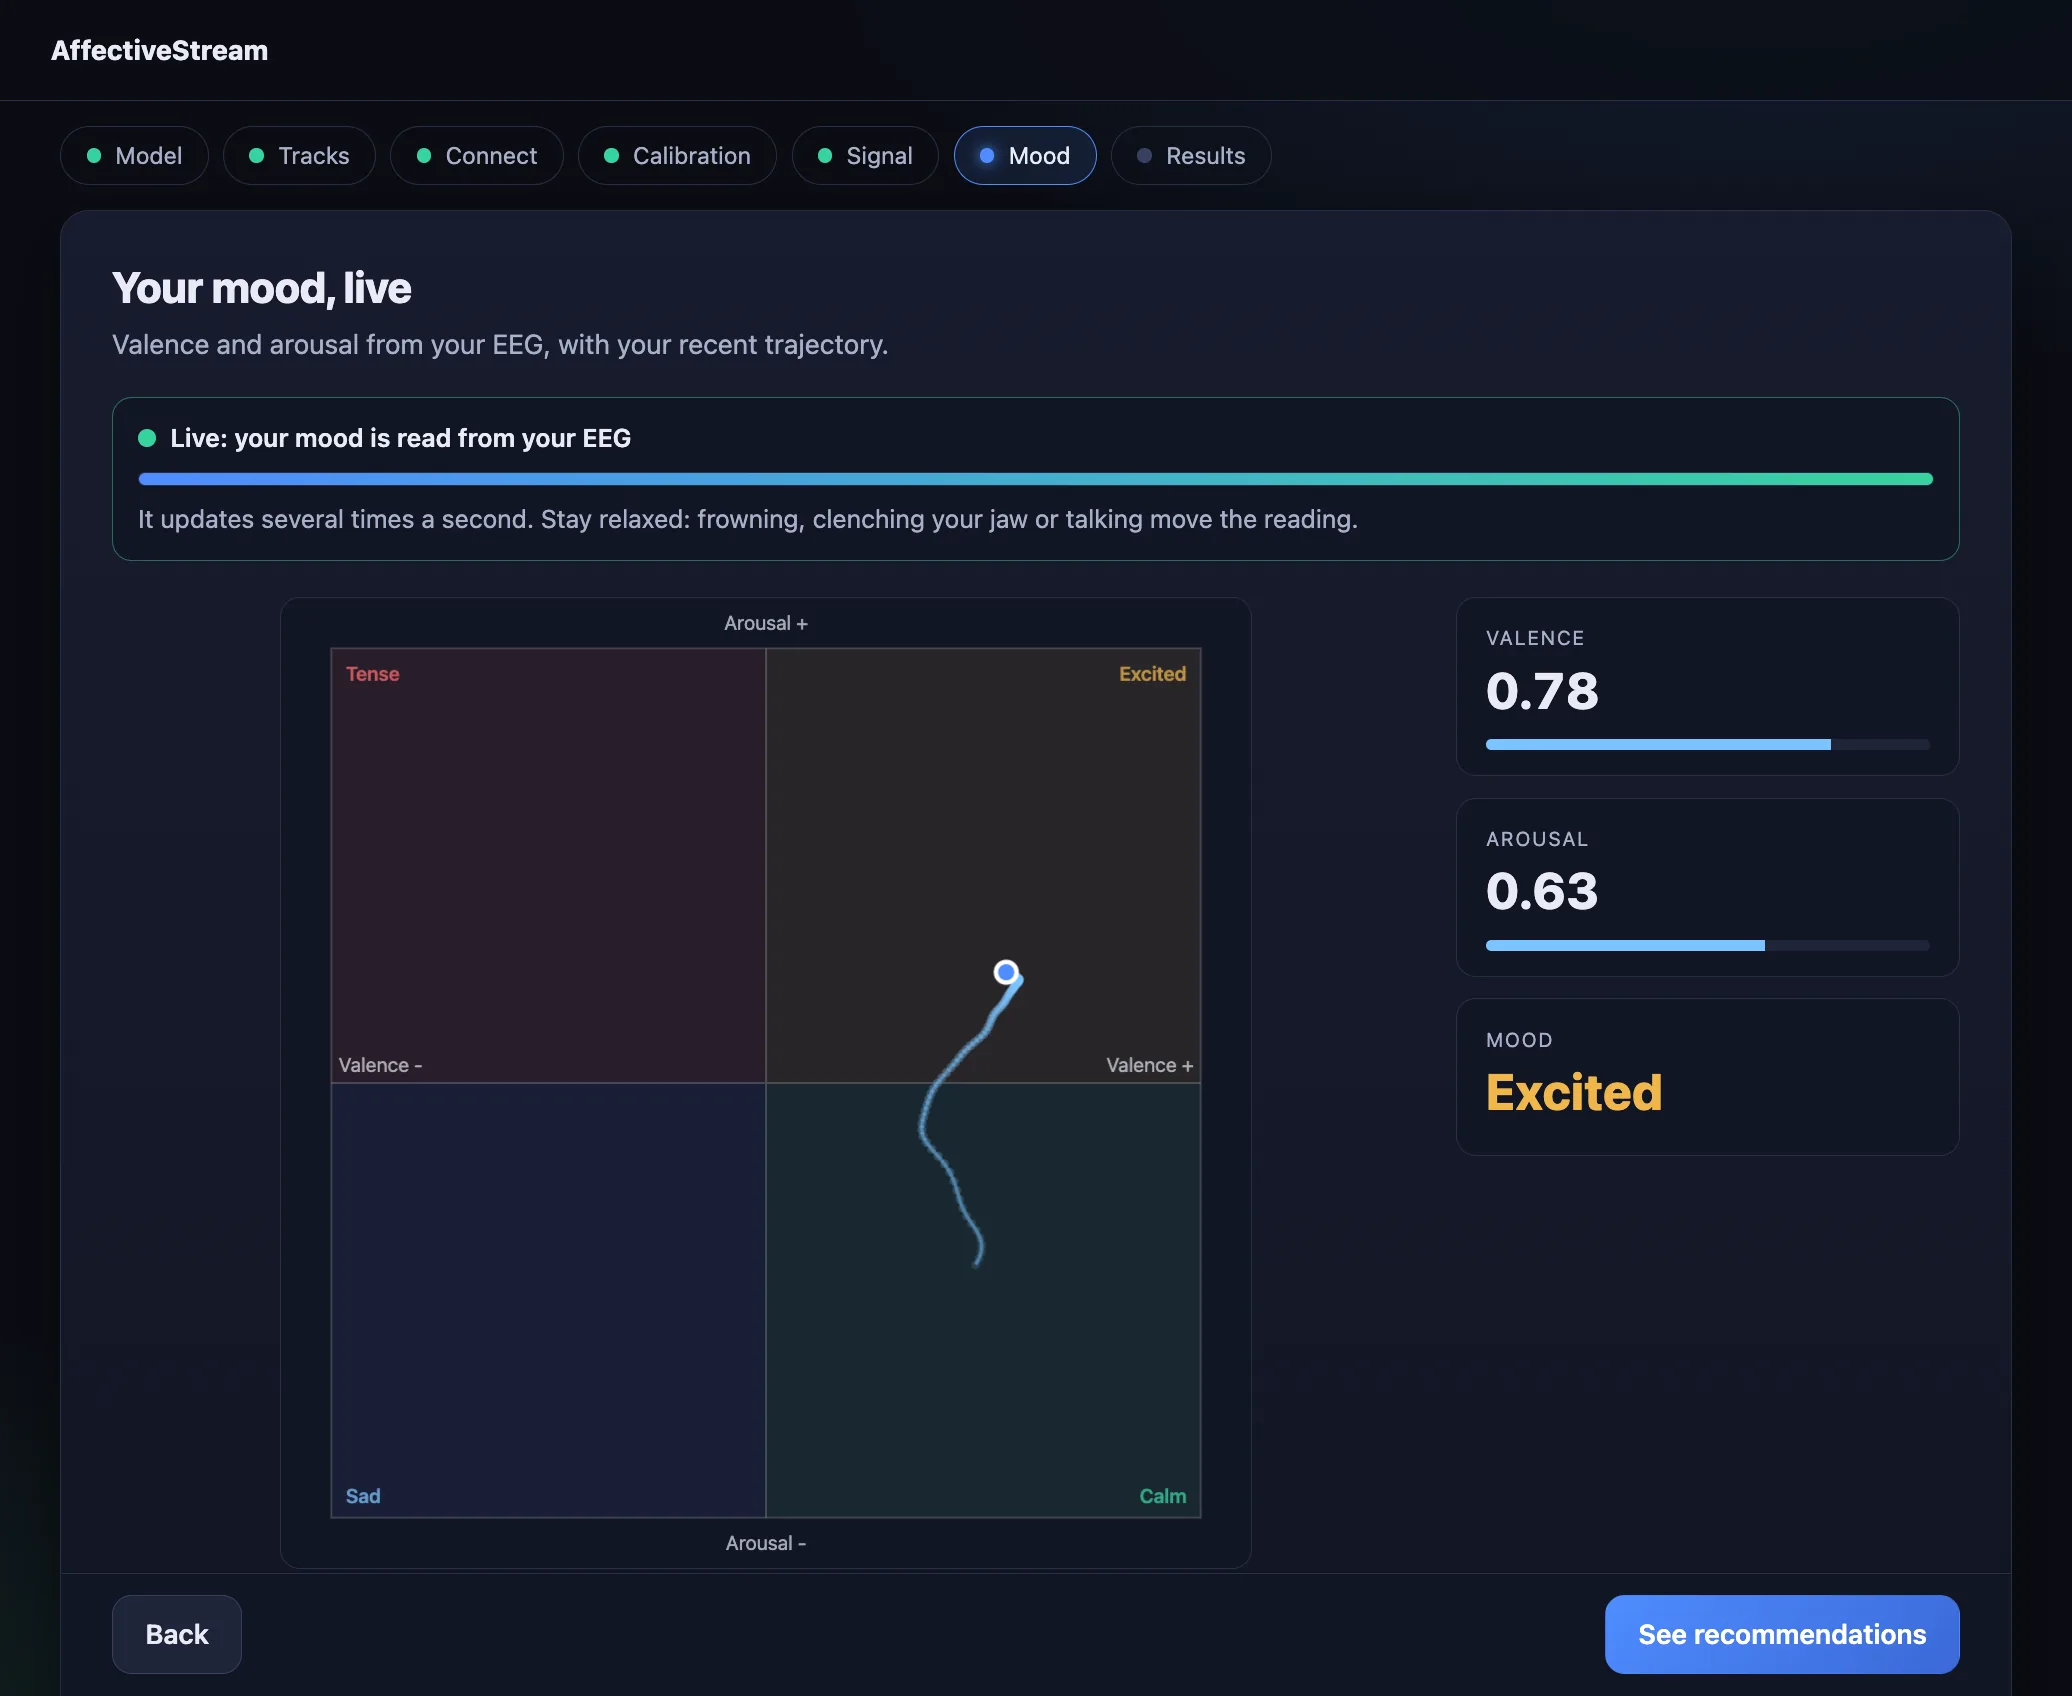 AffectiveStream
Model
Tracks
Connect
Calibration
Signal
Mood
Results
Your mood, live
Valence and arousal from your EEG, with your recent trajectory.
Live: your mood is read from your EEG
It updates several times a second. Stay relaxed: frowning, clenching your jaw or talking move the reading.
Arousal +
Tense
Excited
Valence -
Valence +
Sad
Calm
Arousal -
VALENCE
0.78
AROUSAL
0.63
MOOD
Excited
Back
See recommendations